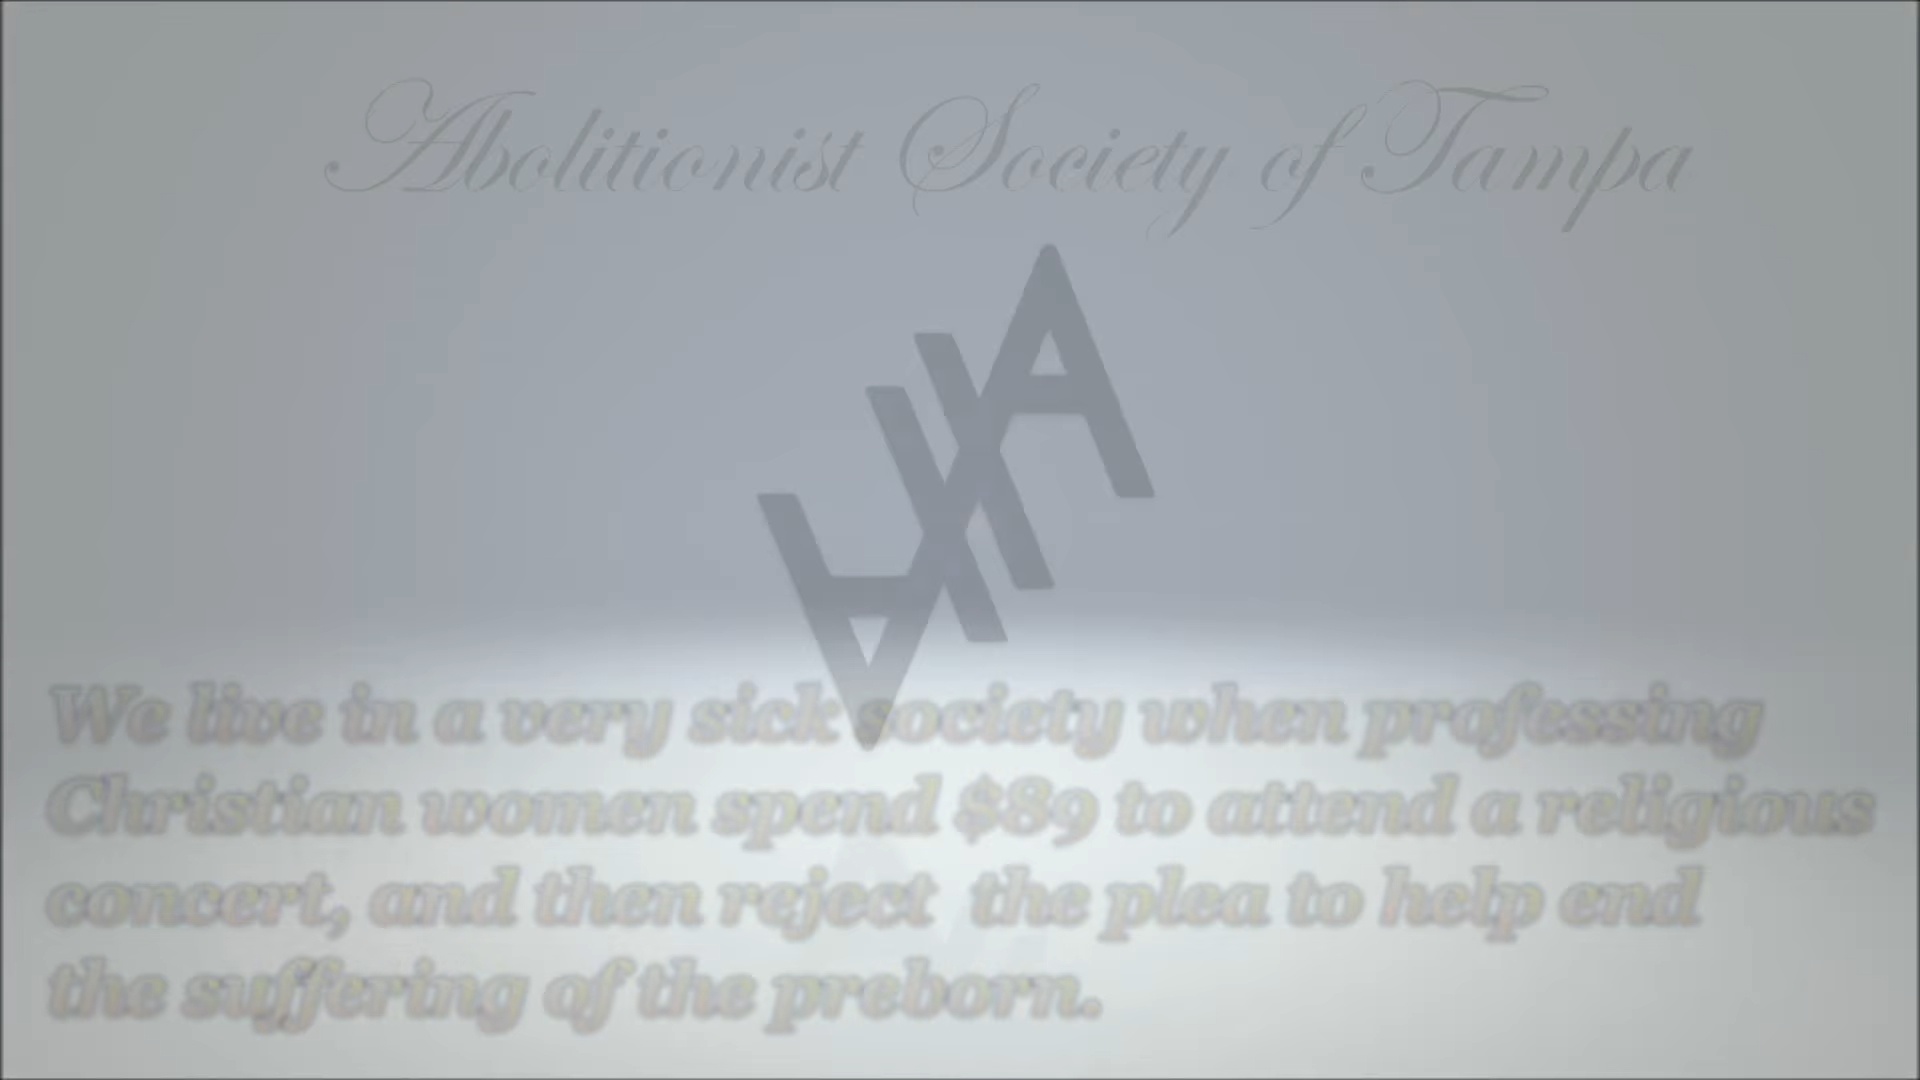 Abolitionist Society of Tampa
AHA
We live in a very sick society when professing
Christian women spend $89 to attend a religious
concert, and then reject the plea to help end
the suffering of the preborn.